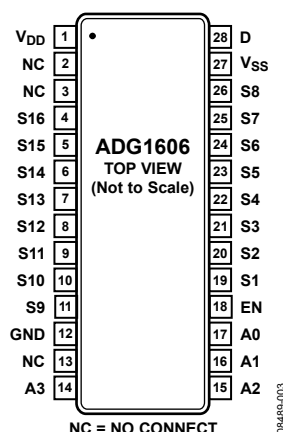 VDD 1 28 D
NC 2 27 VSS
NC 3 26 S8
S16 4 25 S7
S15 5 ADG1606 24 S6
S14 6 TOP VIEW 23 S5
S13 7 (Not to Scale) 22 S4
S12 8 21 S3
S11 9 20 S2
S10 10 19 S1
S9 11 18 EN
GND 12 17 A0
NC 13 16 A1
A3 14 15 A2
NC = NO CONNECT
08489-003